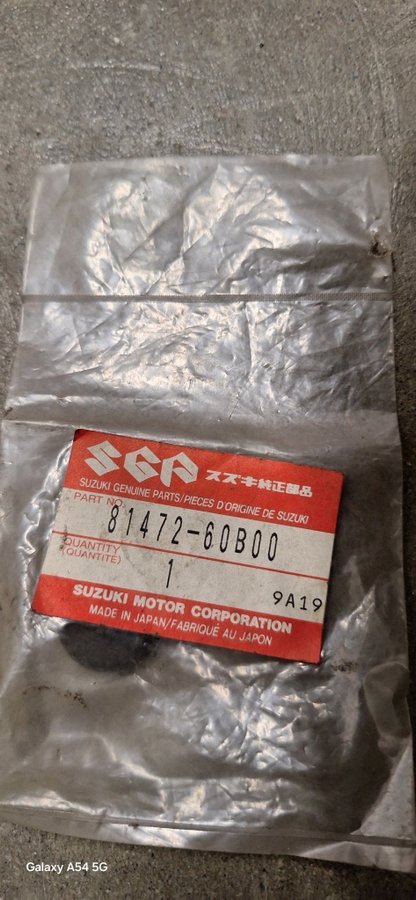 SGP スズキ純正部品
SUZUKI GENUINE PARTS/PIECES D'ORIGINE DE SUZUKI
PART NO.
81472-60B00
QUANTITY
(QUANTITÉ)
1
9A19
SUZUKI MOTOR CORPORATION
MADE IN JAPAN/FABRIQUÉ AU JAPON
Galaxy A54 5G